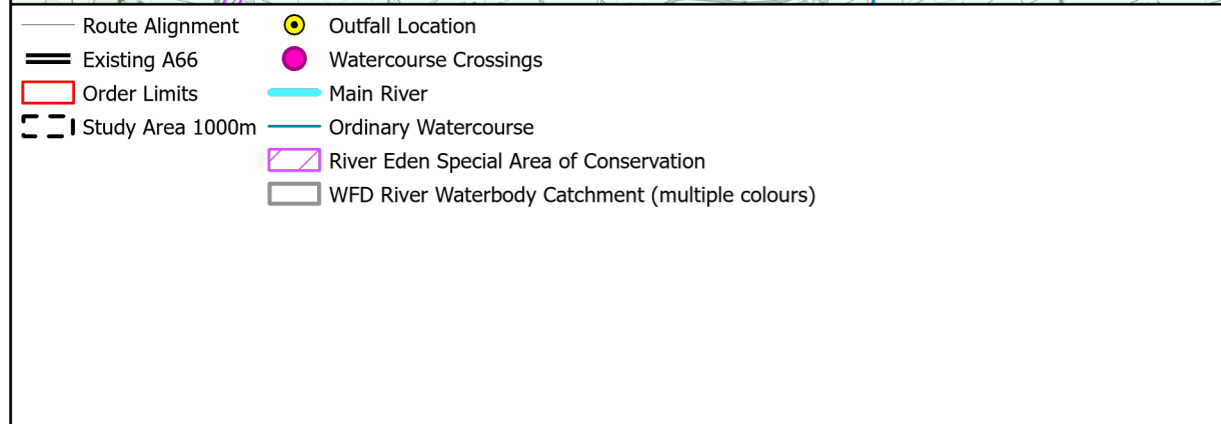 Route Alignment
Existing A66
Order Limits
Study Area 1000m
Outfall Location
Watercourse Crossings
Main River
Ordinary Watercourse
River Eden Special Area of Conservation
WFD River Waterbody Catchment (multiple colours)